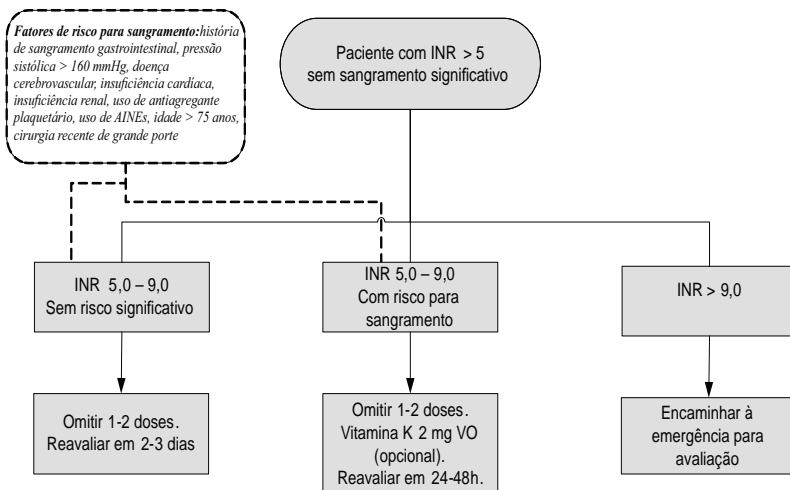 Fatores de risco para sangramento:história
de sangramento gastrointestinal, pressão
sistólica > 160 mmHg, doença
cerebrovascular, insuficiência cardíaca,
insuficiência renal, uso de antiagregante
plaquetário, uso de AINEs, idade > 75 anos,
cirurgia recente de grande porte
Paciente com INR > 5
sem sangramento significativo
INR 5,0 – 9,0
Sem risco significativo
INR 5,0 – 9,0
Com risco para
sangramento
INR > 9,0
Omitir 1-2 doses.
Reavaliar em 2-3 dias
Omitir 1-2 doses.
Vitamina K 2 mg VO
(opcional).
Reavaliar em 24-48h.
Encaminhar à
emergência para
avaliação